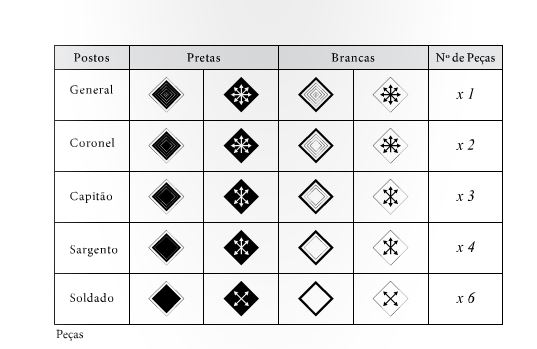 Postos Pretas Brancas Nº de Peças
General x 1
Coronel x 2
Capitão x 3
Sargento x 4
Soldado x 6
Peças